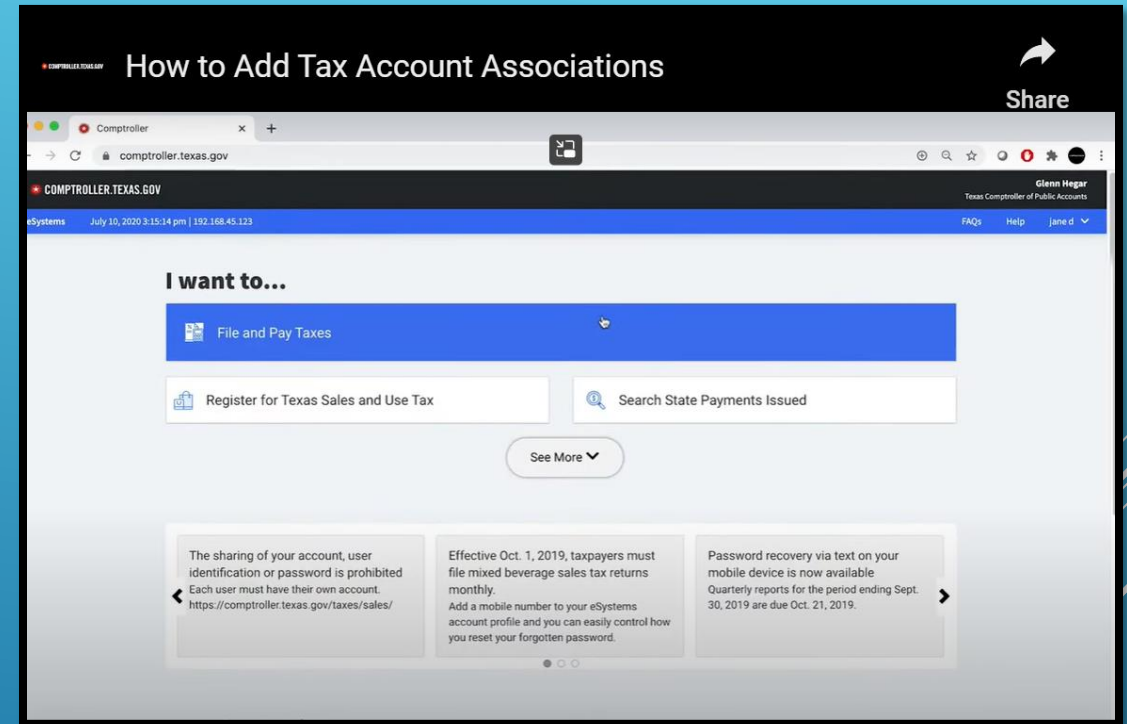 COMPTROLLER.TEXAS.GOV How to Add Tax Account Associations
Share
Comptroller
comptroller.texas.gov
COMPTROLLER.TEXAS.GOV
Glenn Hegar
Texas Comptroller of Public Accounts
eSystems July 10, 2020 3:15:14 pm | 192.168.45.123 FAQs Help jane d
I want to...
File and Pay Taxes
Register for Texas Sales and Use Tax
Search State Payments Issued
See More
The sharing of your account, user
identification or password is prohibited
Each user must have their own account.
https://comptroller.texas.gov/taxes/sales/
Effective Oct. 1, 2019, taxpayers must
file mixed beverage sales tax returns
monthly.
Add a mobile number to your eSystems
account profile and you can easily control how
you reset your forgotten password.
Password recovery via text on your
mobile device is now available
Quarterly reports for the period ending Sept.
30, 2019 are due Oct. 21, 2019.